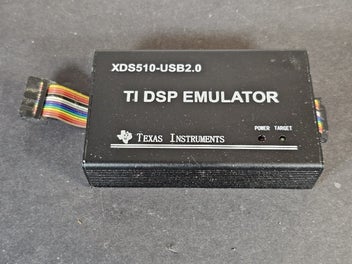 XDS510-USB2.0
TI DSP EMULATOR
TEXAS INSTRUMENTS
POWER TARGET